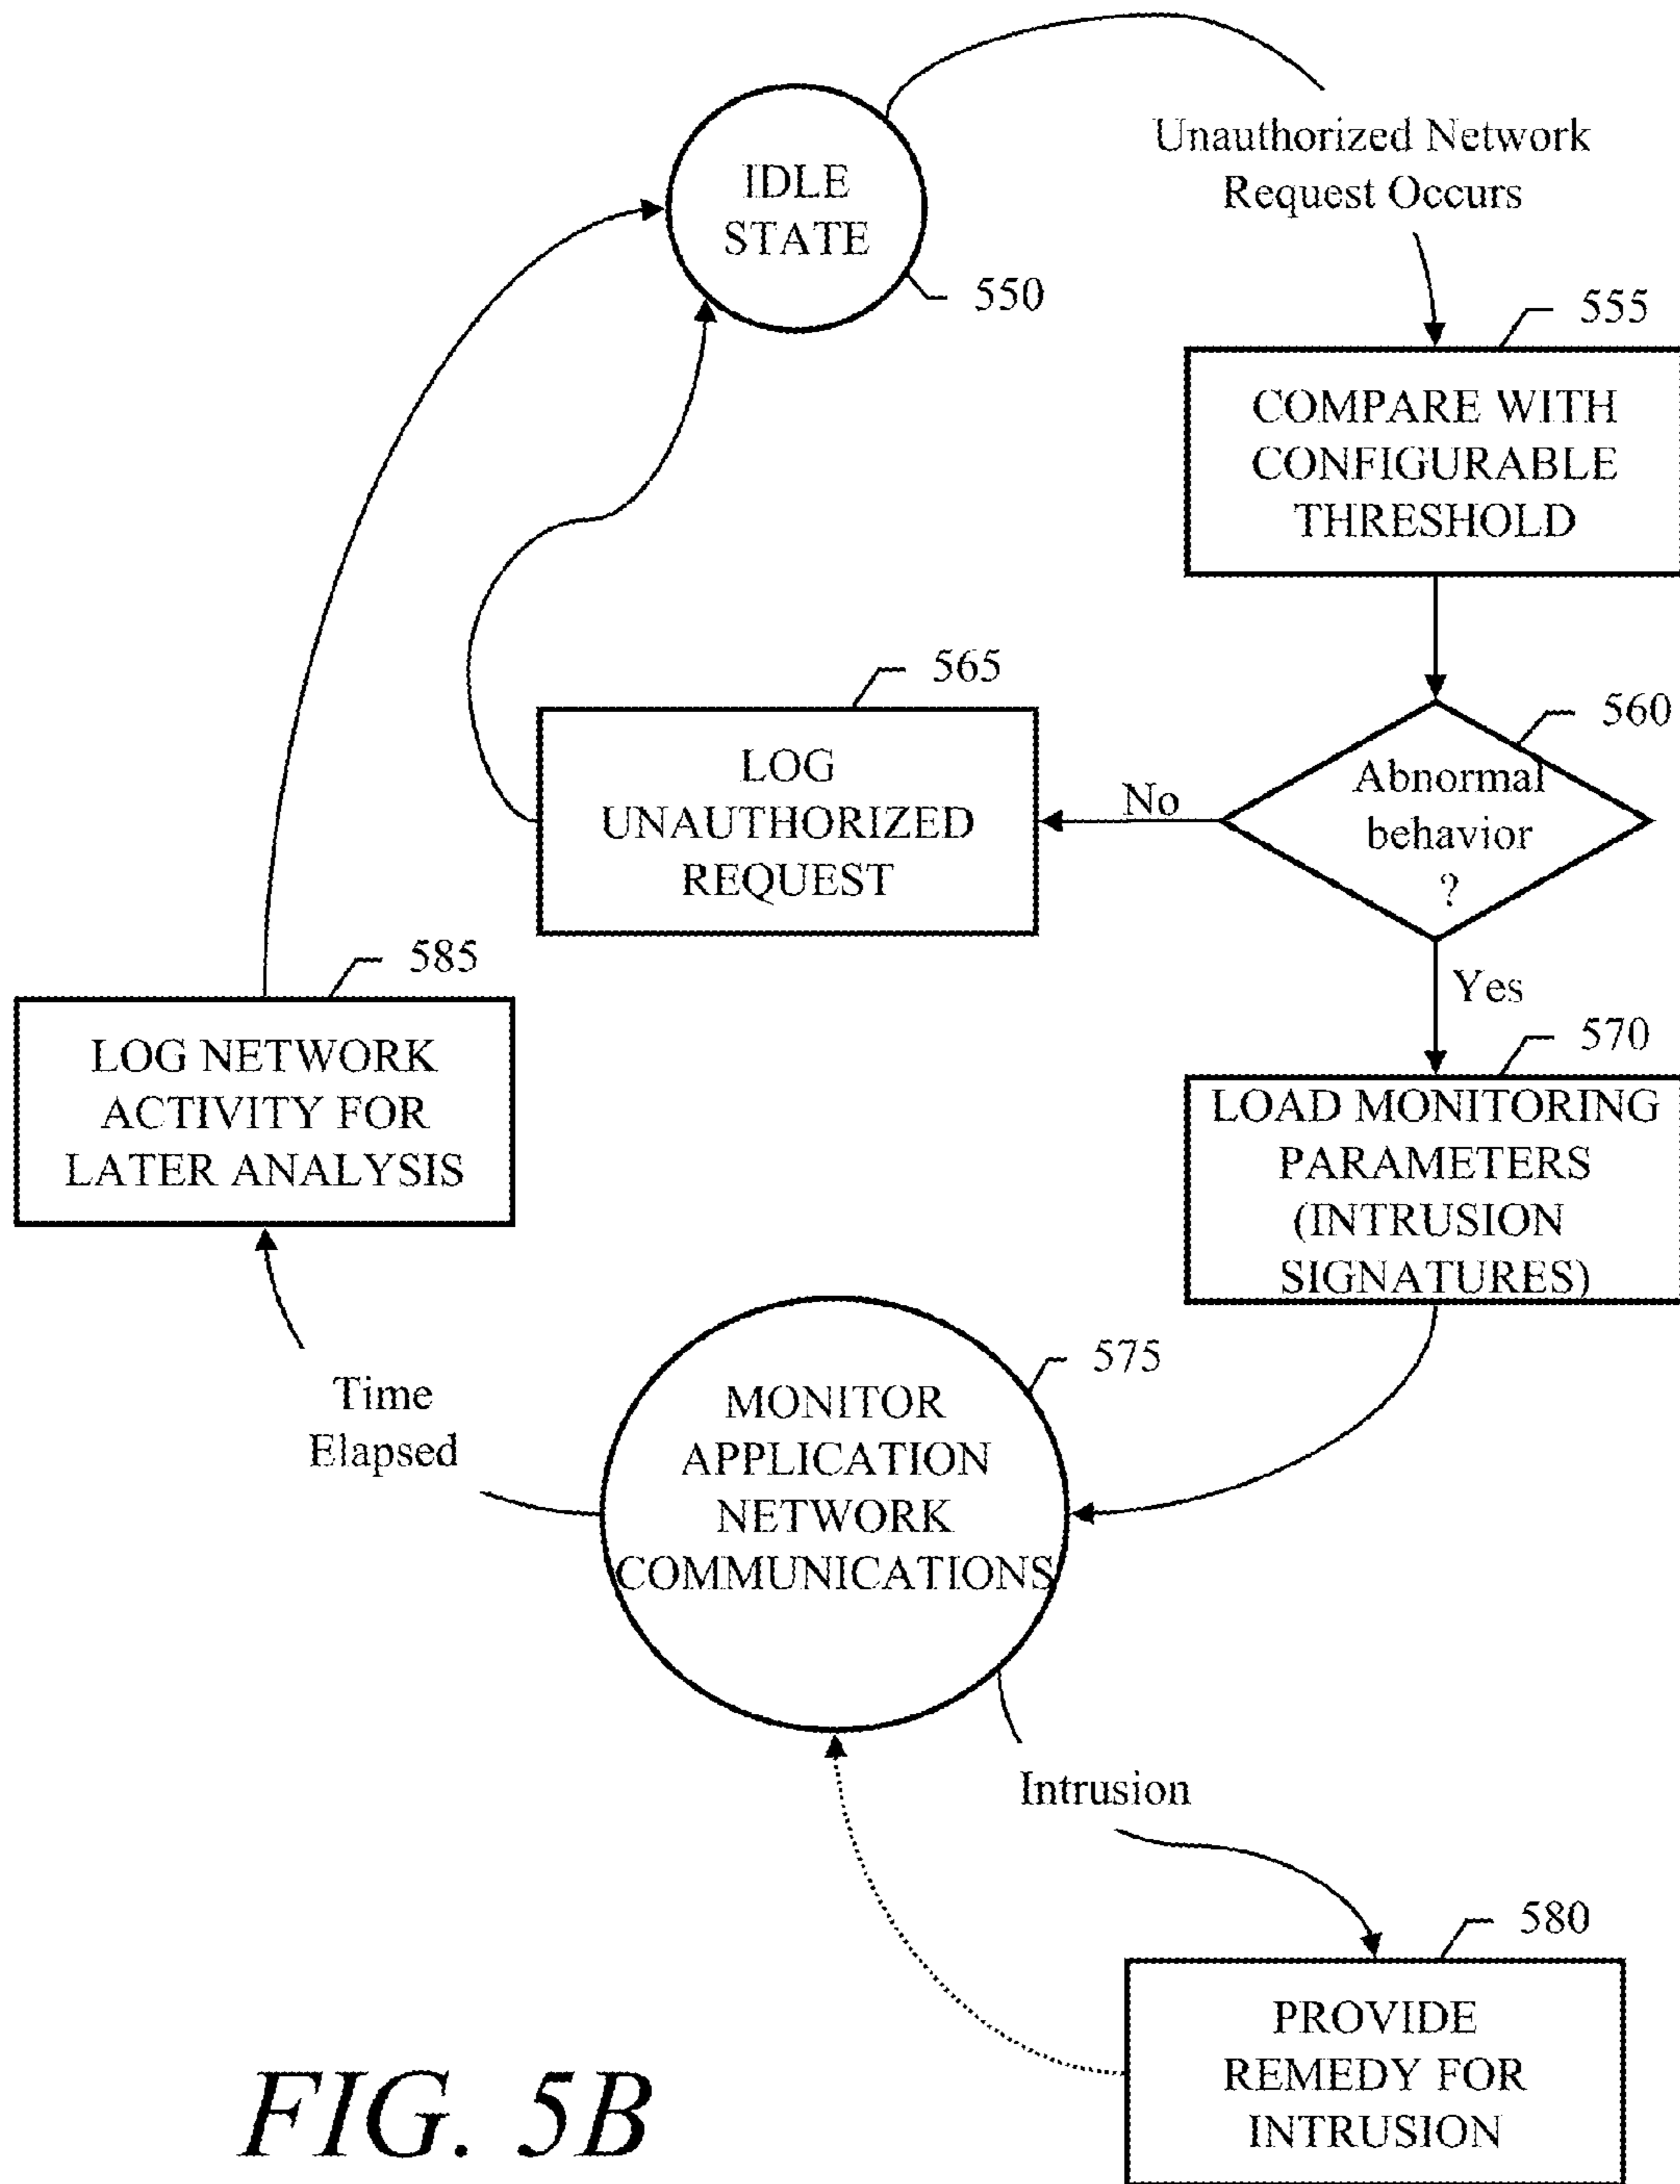 Unauthorized Network
Request Occurs
IDLE
STATE
550
555
COMPARE WITH
CONFIGURABLE
THRESHOLD
560
Abnormal
behavior
?
No
565
LOG
UNAUTHORIZED
REQUEST
Yes
570
LOAD MONITORING
PARAMETERS
(INTRUSION
SIGNATURES)
585
LOG NETWORK
ACTIVITY FOR
LATER ANALYSIS
575
MONITOR
APPLICATION
NETWORK
COMMUNICATIONS
Time
Elapsed
Intrusion
580
PROVIDE
REMEDY FOR
INTRUSION
FIG. 5B